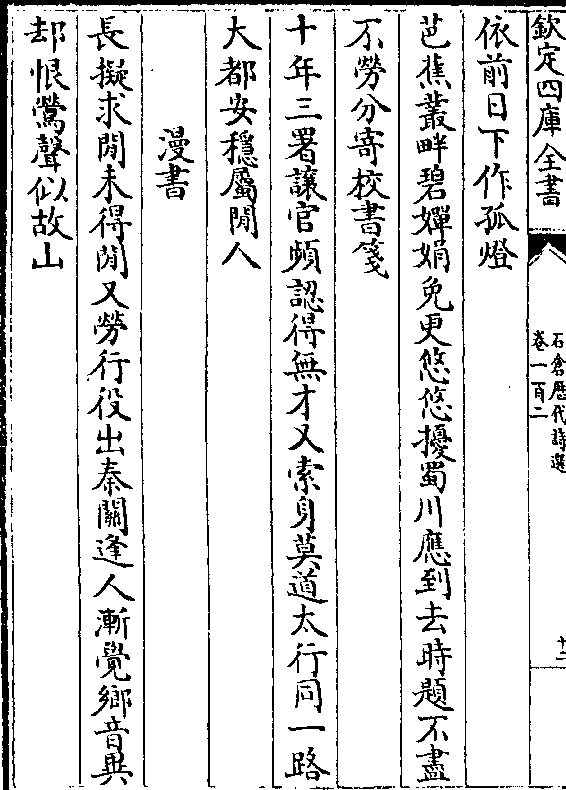 欽定四庫全書
石倉歷代詩選
卷一百二
十二
依前日下作孤燈
芭蕉叢畔碧嬋娟免更悠悠擾蜀川應到去時題不盡
不勞分寄校書箋
十年三署讓官頻認得無才又索身莫道太行同一路
大都安穩屬閒人
漫書
長擬求閒未得閒又勞行役出秦關逢人漸覺鄉音異
却恨鶯聲似故山